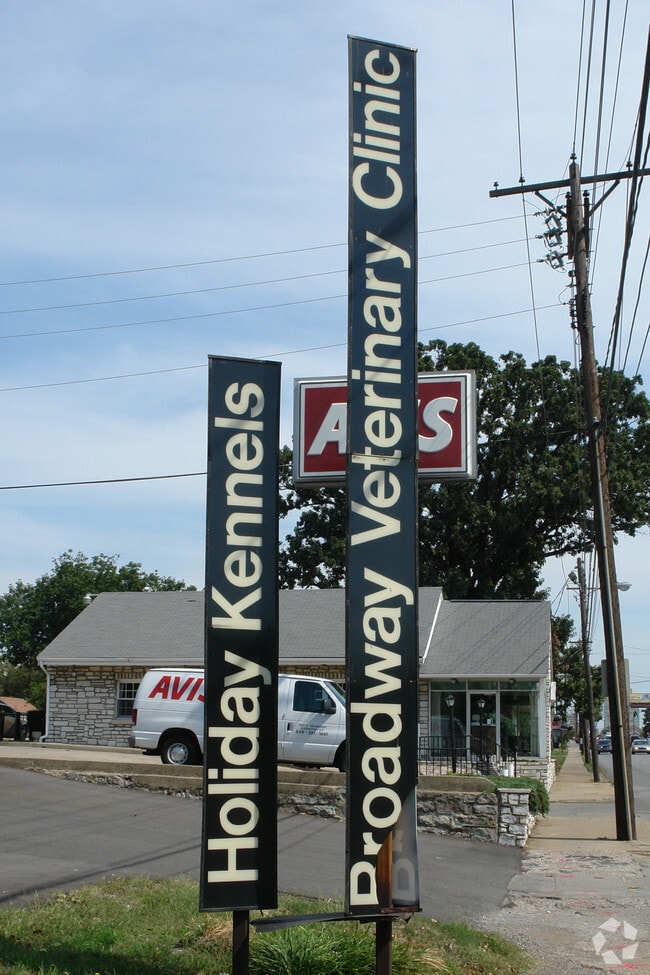 Holiday Kennels
Broadway Veterinary Clinic
AVIS
AVIS